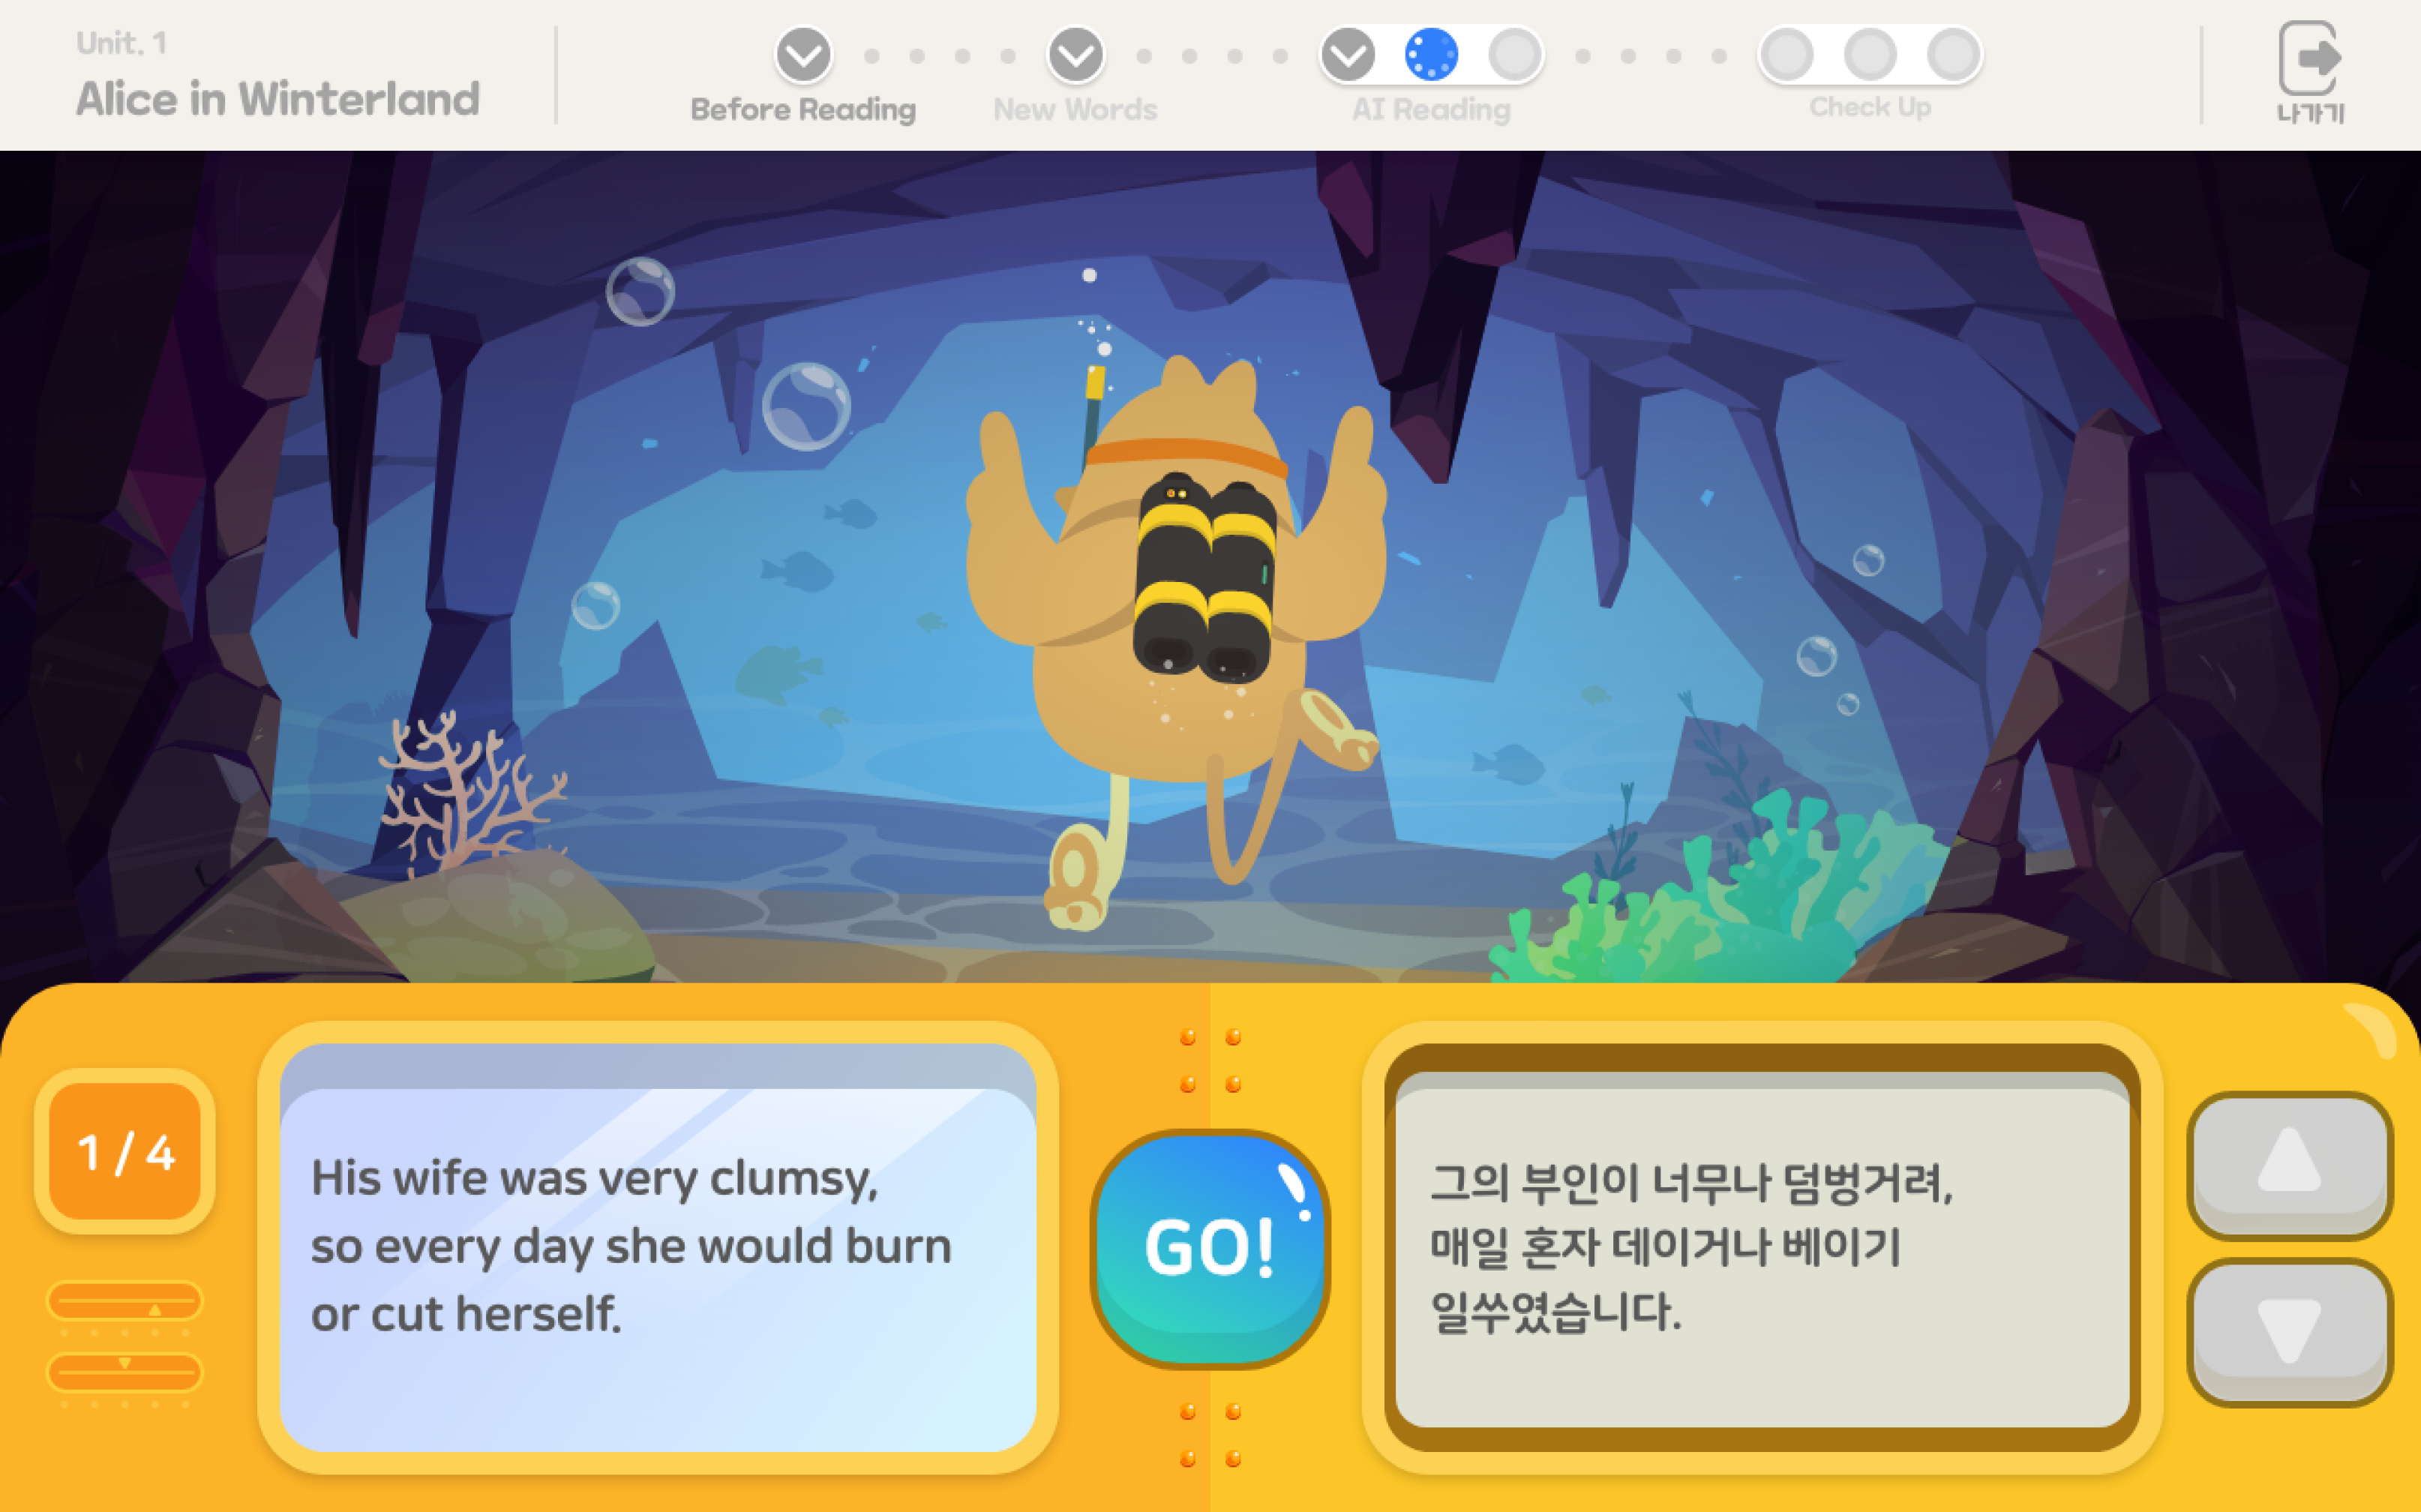 Unit. 1
Alice in Winterland
Before Reading
New Words
AI Reading
Check Up
나가기
1 / 4
His wife was very clumsy,
so every day she would burn
or cut herself.
GO!
그의 부인이 너무나 덤벙거려,
매일 혼자 데이거나 베이기
일쑤였습니다.